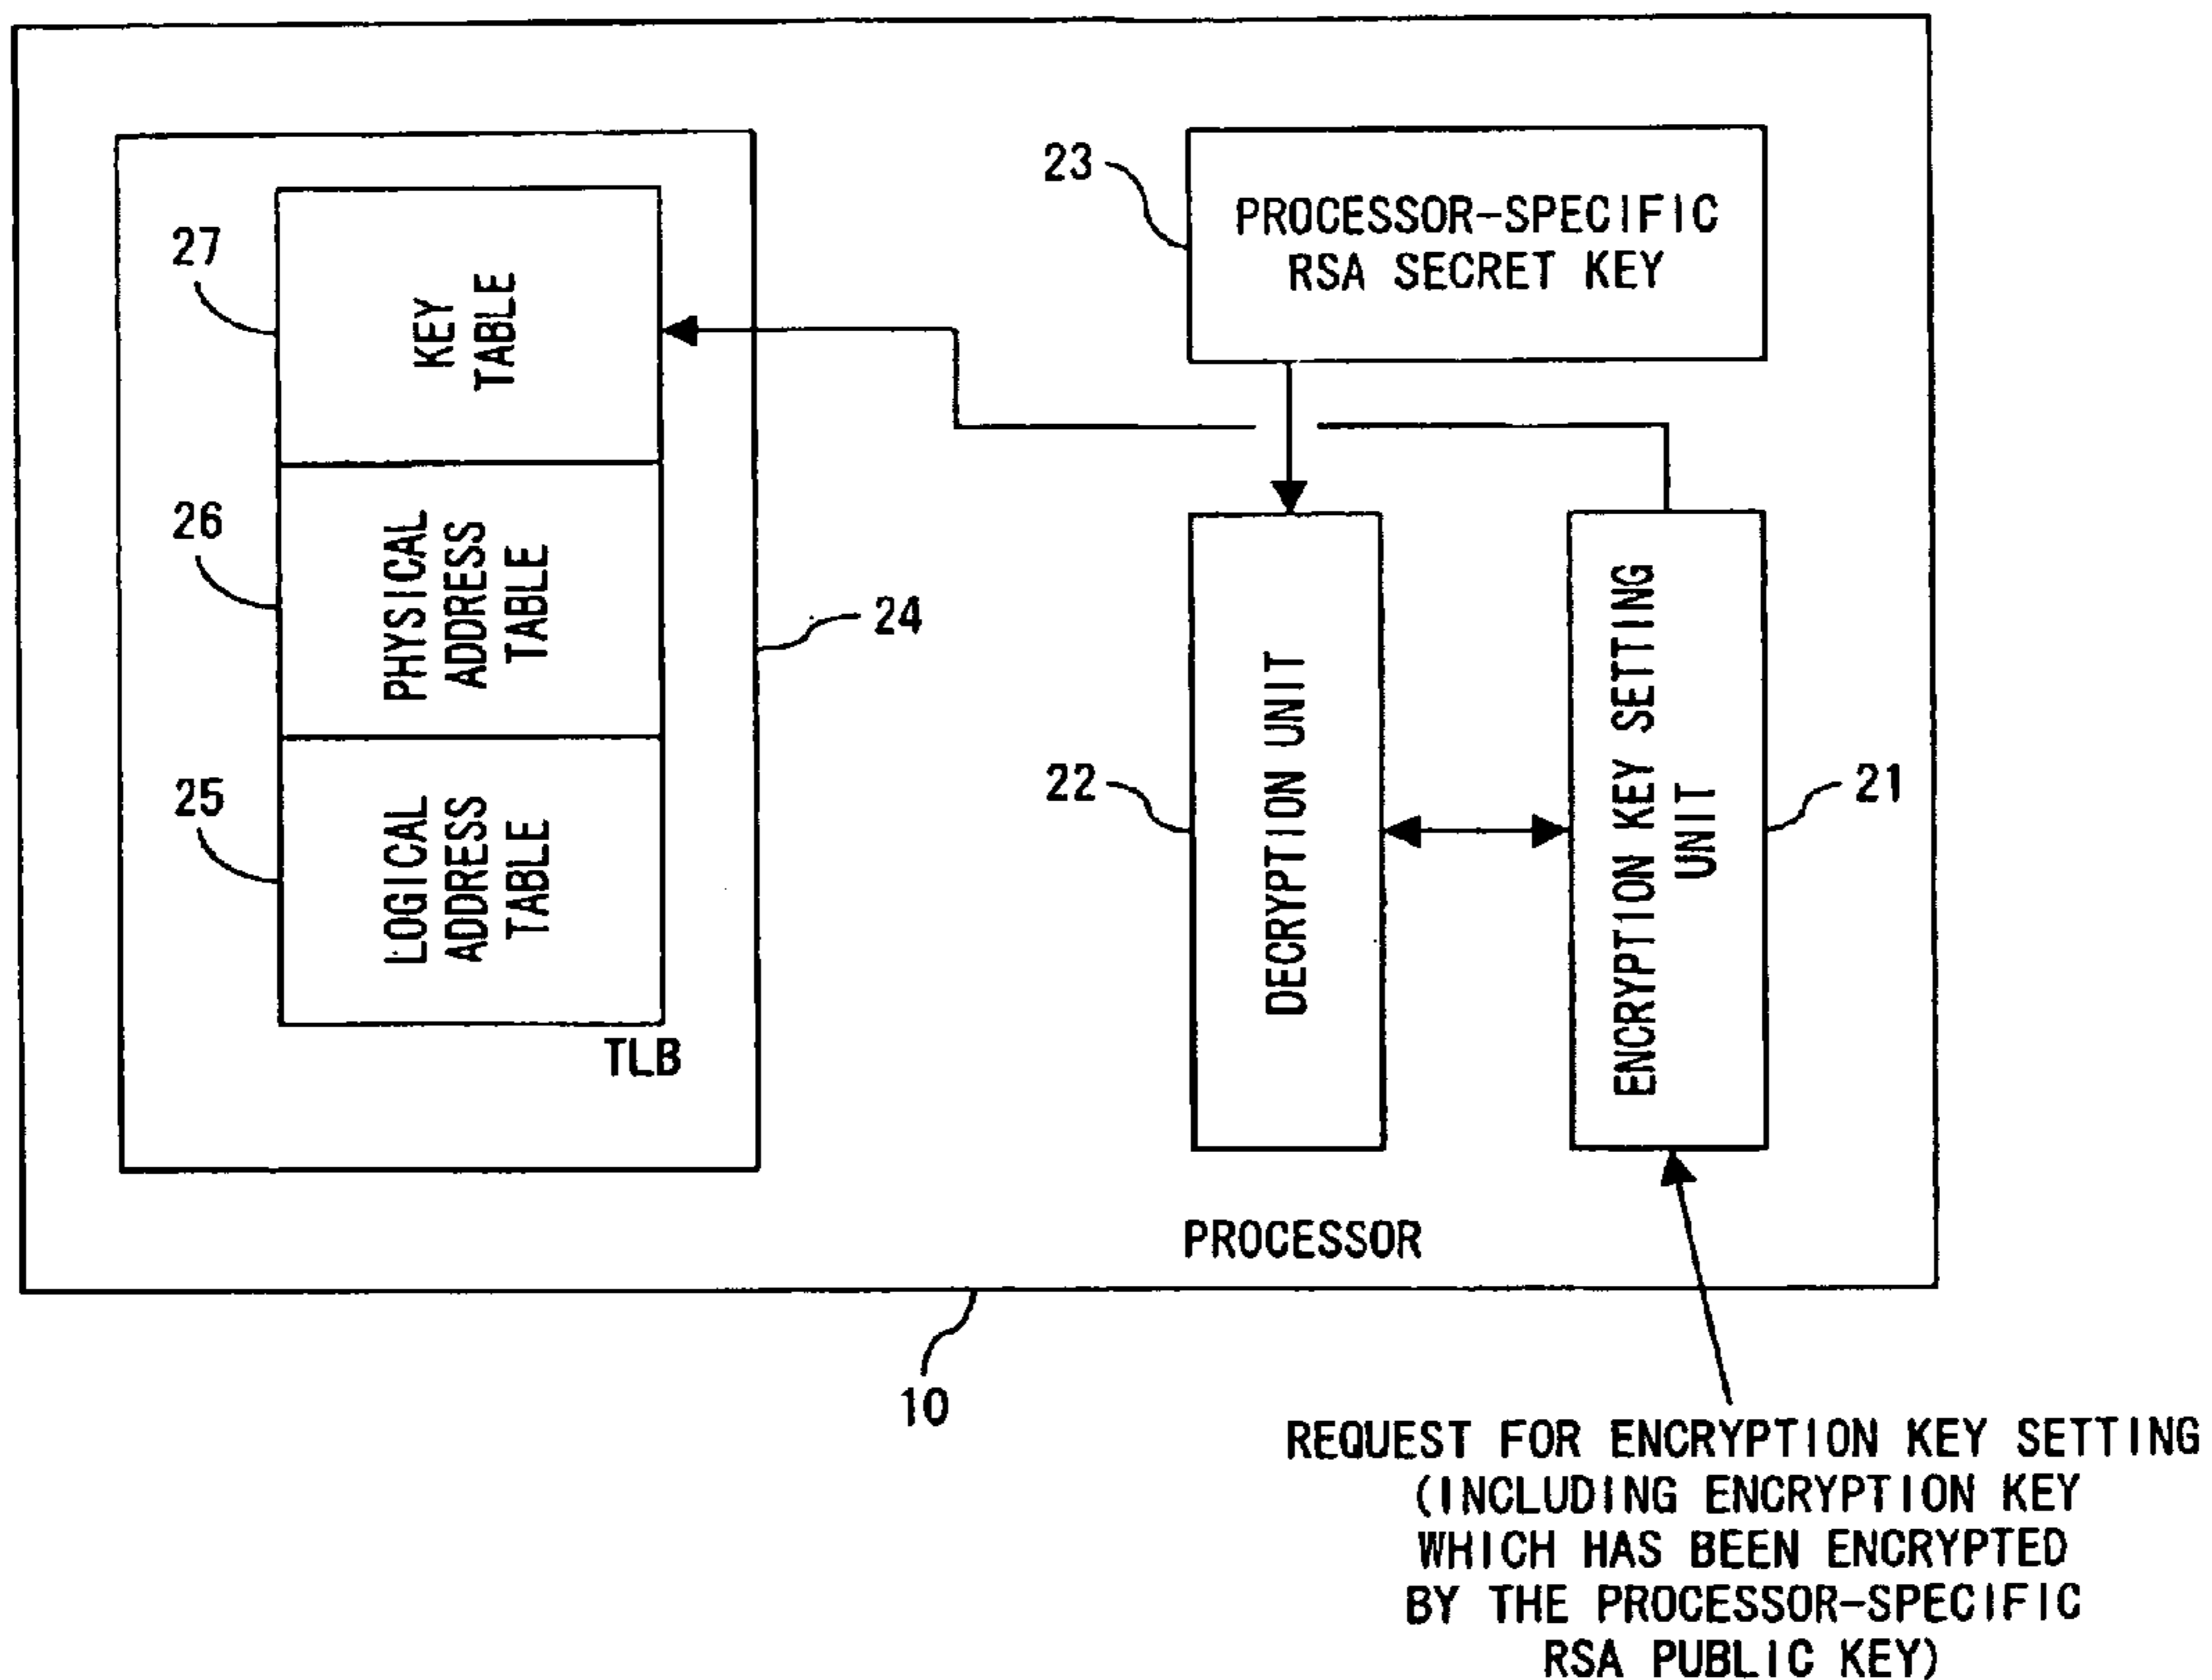 23
PROCESSOR-SPECIFIC
RSA SECRET KEY
27
KEY
TABLE
26
PHYSICAL
ADDRESS
TABLE
24
25
LOGICAL
ADDRESS
TABLE
TLB
22
DECRYPTION UNIT
ENCRYPTION KEY SETTING
UNIT
21
PROCESSOR
10
REQUEST FOR ENCRYPTION KEY SETTING
(INCLUDING ENCRYPTION KEY
WHICH HAS BEEN ENCRYPTED
BY THE PROCESSOR-SPECIFIC
RSA PUBLIC KEY)